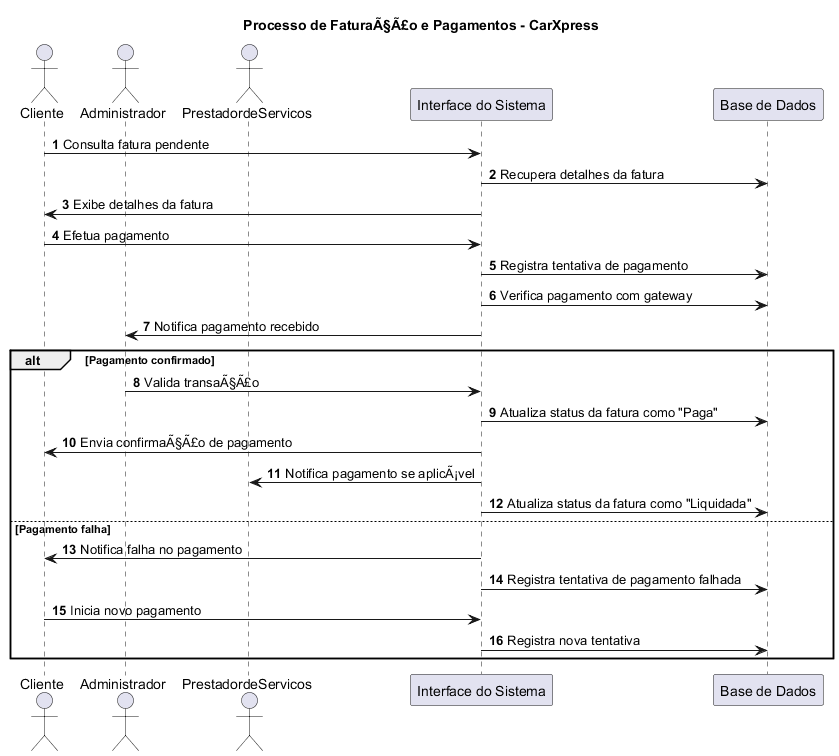 Processo de FaturaÃ§Ã£o e Pagamentos - CarXpress
Cliente Administrador PrestadordeServicos Interface do Sistema Base de Dados
1 Consulta fatura pendente
2 Recupera detalhes da fatura
3 Exibe detalhes da fatura
4 Efetua pagamento
5 Registra tentativa de pagamento
6 Verifica pagamento com gateway
7 Notifica pagamento recebido
alt [Pagamento confirmado]
8 Valida transaÃ§Ã£o
9 Atualiza status da fatura como "Paga"
10 Envia confirmaÃ§Ã£o de pagamento
11 Notifica pagamento se aplicÃ¡vel
12 Atualiza status da fatura como "Liquidada"
[Pagamento falha]
13 Notifica falha no pagamento
14 Registra tentativa de pagamento falhada
15 Inicia novo pagamento
16 Registra nova tentativa
Cliente Administrador PrestadordeServicos Interface do Sistema Base de Dados